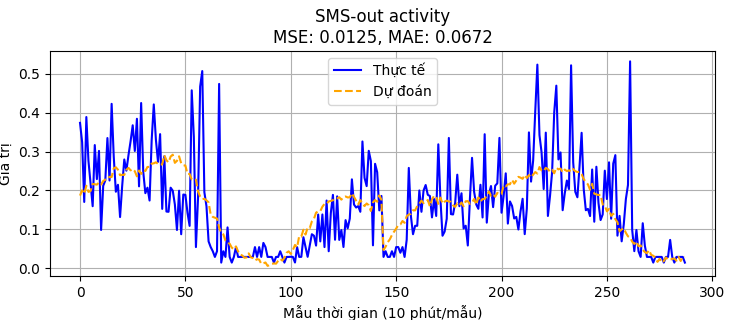 SMS-out activity
MSE: 0.0125, MAE: 0.0672
Thực tế
Dự đoán
Giá trị
0.5
0.4
0.3
0.2
0.1
0.0
0
50
100
150
200
250
300
Mẫu thời gian (10 phút/mẫu)